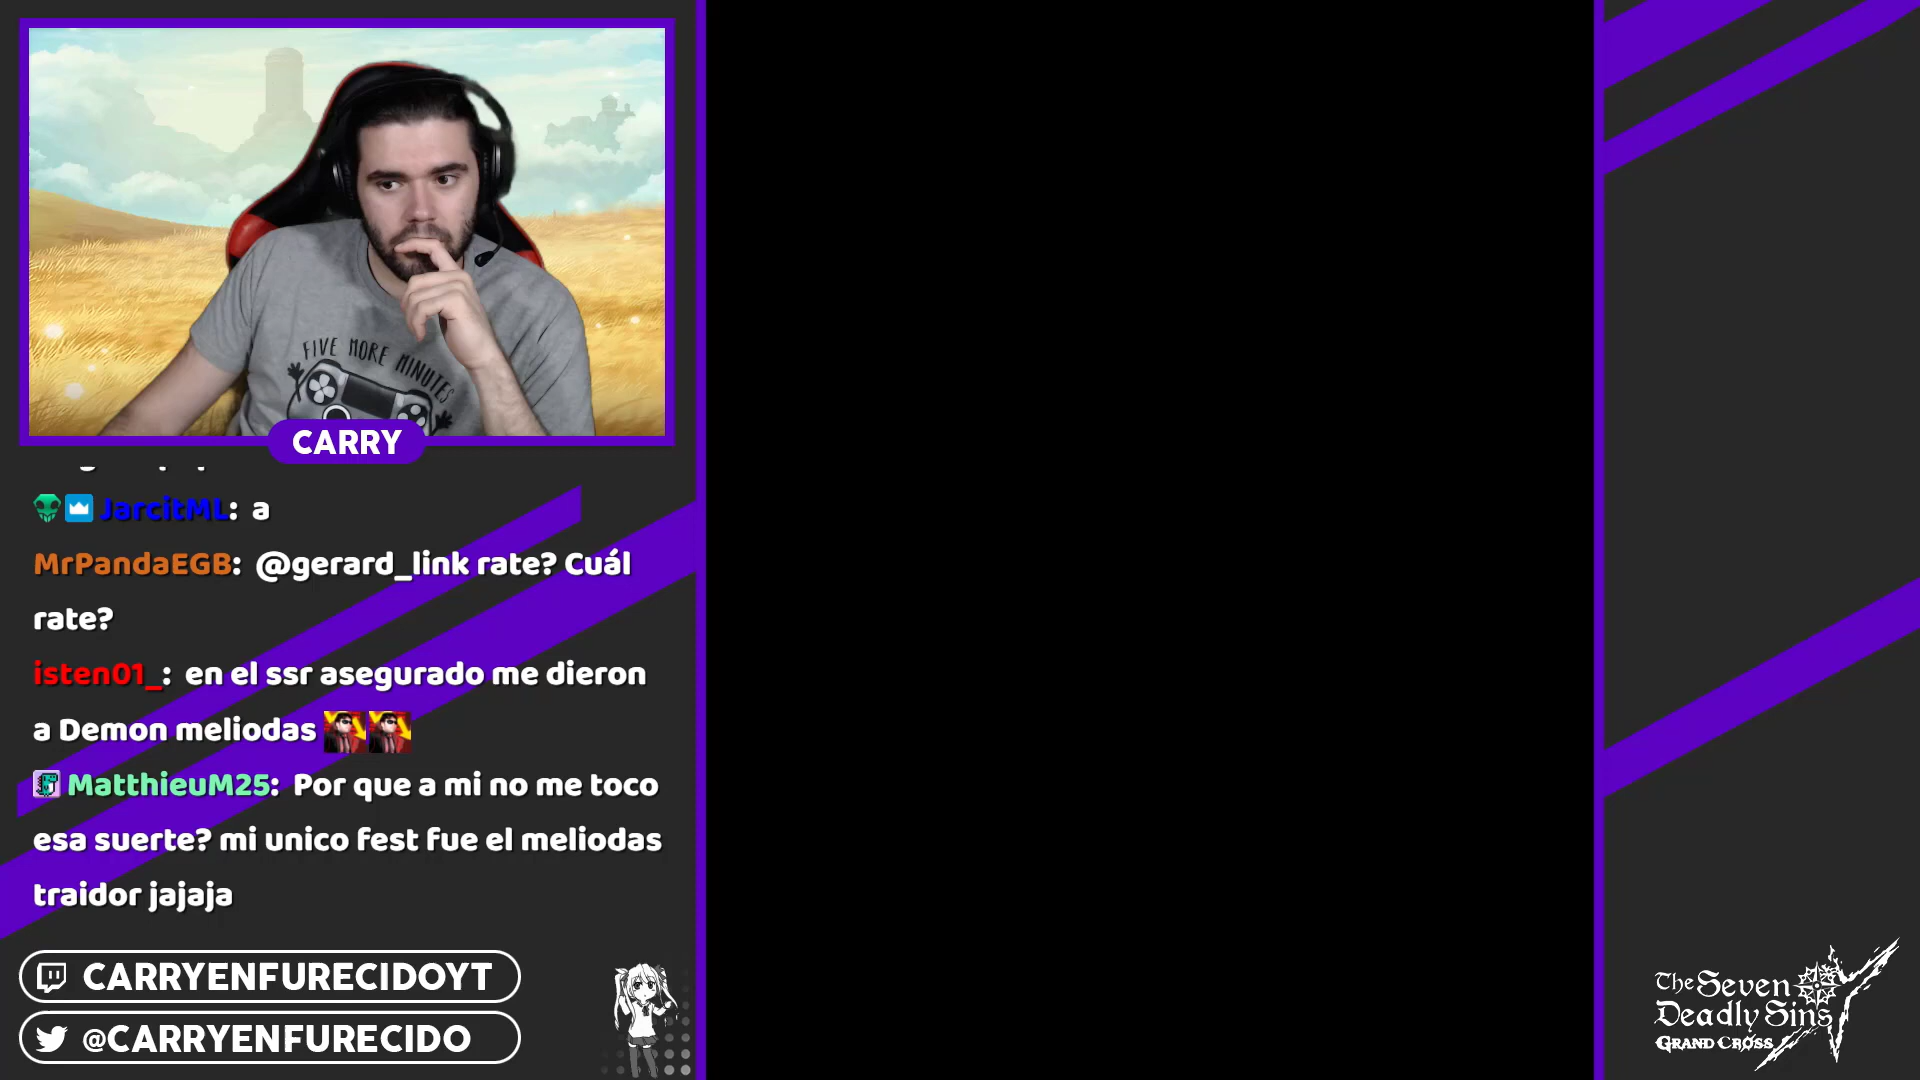 FIVE MORE MINUTES
CARRY
JarcitML: a
MrPandaEGB: @gerard_link rate? Cuál
rate?
isten01_: en el ssr asegurado me dieron
a Demon meliodas
MatthieuM25: Por que a mi no me toco
esa suerte? mi unico fest fue el meliodas
traidor jajaja
CARRYENFURECIDOYT
@CARRYENFURECIDO
The Seven
Deadly Sins
GRAND CROSS